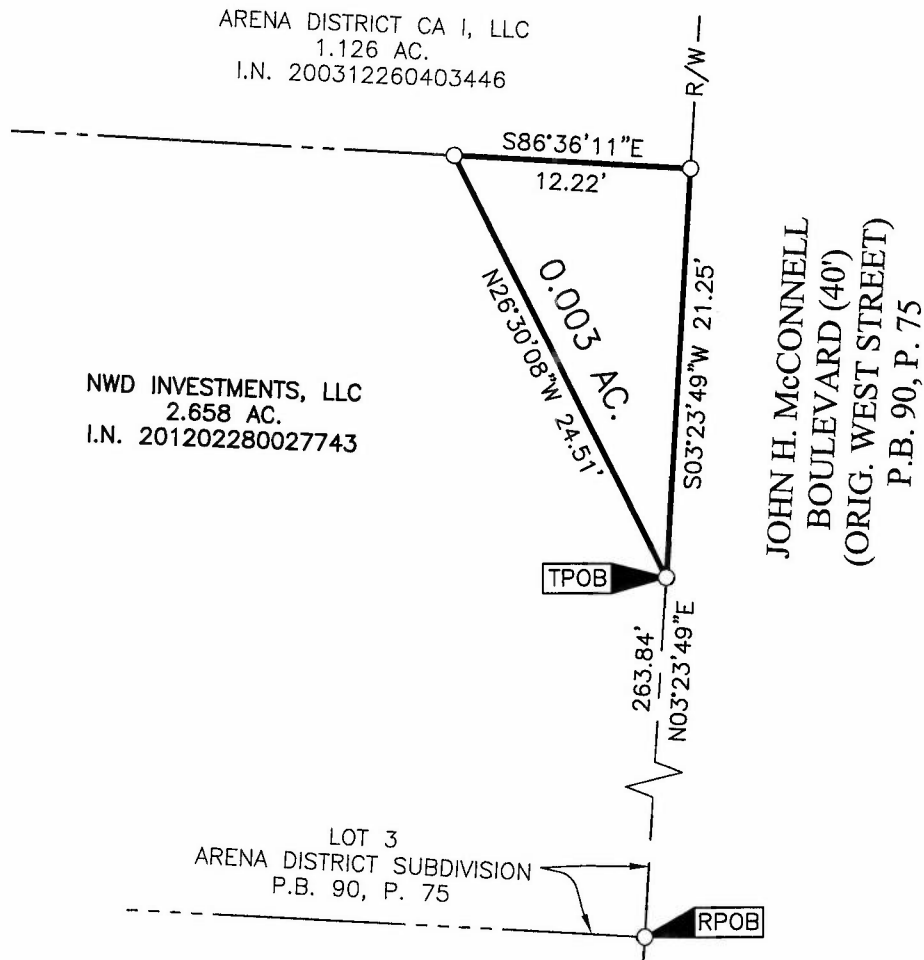 ARENA DISTRICT CA I, LLC
1.126 AC.
I.N. 200312260403446
R/W
S86°36'11"E
12.22'
0.003 AC.
N26°30'08"W 24.51'
S03°23'49"W 21.25'
JOHN H. McCONNELL
BOULEVARD (40')
(ORIG. WEST STREET)
P.B. 90, P. 75
NWD INVESTMENTS, LLC
2.658 AC.
I.N. 201202280027743
TPOB
263.84'
N03°23'49"E
LOT 3
ARENA DISTRICT SUBDIVISION
P.B. 90, P. 75
RPOB